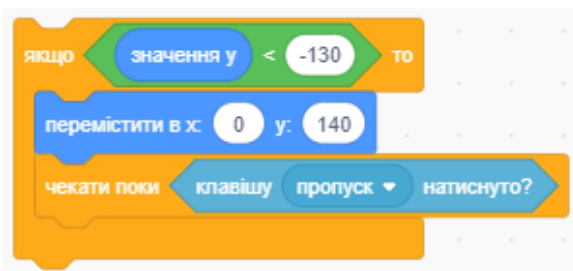 якщо значення y < -130 то
перемістити в x: 0 y: 140
чекати поки клавішу пропуск натиснуто?